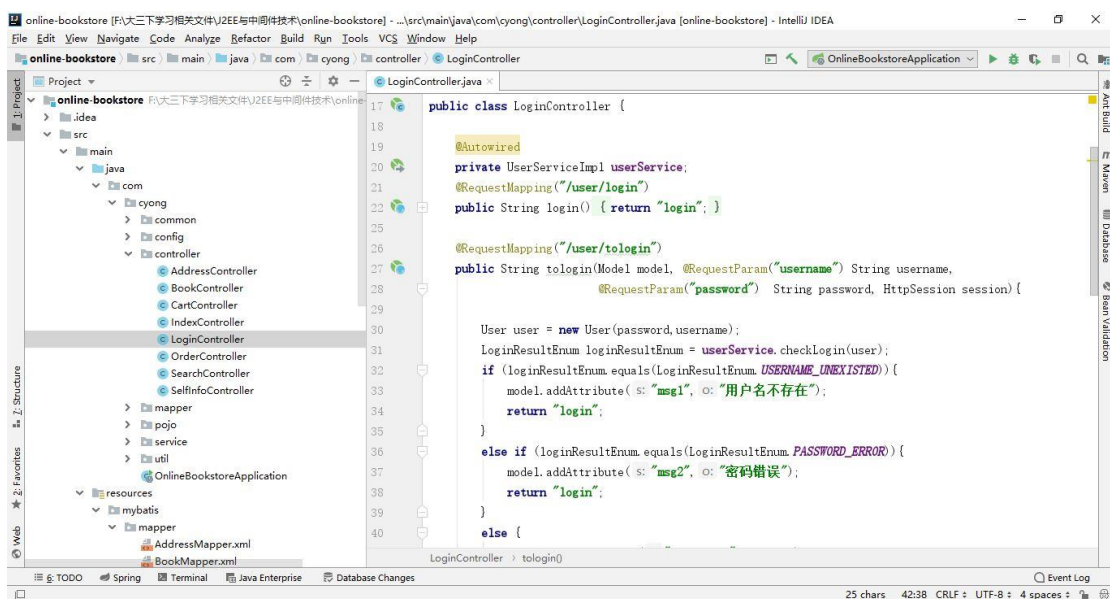 online-bookstore [F:\大三下学习相关文件\J2EE与中间件技术\online-bookstore] - ...\src\main\java\com\cyong\controller\LoginController.java [online-bookstore] - IntelliJ IDEA
File Edit View Navigate Code Analyze Refactor Build Run Tools VCS Window Help
online-bookstore src main java com cyong controller LoginController
OnlineBookstoreApplication
Project
LoginController.java
1: Project
online-bookstore F:\大三下学习相关文件\J2EE与中间件技术\online-
.idea
src
main
java
com
cyong
common
config
controller
AddressController
BookController
CartController
IndexController
LoginController
OrderController
SearchController
SelfInfoController
mapper
pojo
service
util
OnlineBookstoreApplication
resources
mybatis
mapper
AddressMapper.xml
BookMapper.xml
7: Structure
2: Favorites
Web
17 public class LoginController {
18
19 @Autowired
20 private UserServiceImpl userService;
21 @RequestMapping("/user/login")
22 public String login() { return "login"; }
25
26 @RequestMapping("/user/tologin")
27 public String tologin(Model model, @RequestParam("username") String username,
28 @RequestParam("password") String password, HttpSession session){
29
30 User user = new User(password,username);
31 LoginResultEnum loginResultEnum = userService.checkLogin(user);
32 if (loginResultEnum.equals(LoginResultEnum.USERNAME_UNEXISTED)){
33 model.addAttribute( s: "msg1", o: "用户名不存在");
34 return "login";
35 }
36 else if (loginResultEnum.equals(LoginResultEnum.PASSWORD_ERROR)){
37 model.addAttribute( s: "msg2", o: "密码错误");
38 return "login";
39 }
40 else {
LoginController > tologin()
Ant Build
Maven
Database
Bean Validation
6: TODO Spring Terminal Java Enterprise Database Changes Event Log
25 chars 42:38 CRLF UTF-8 4 spaces